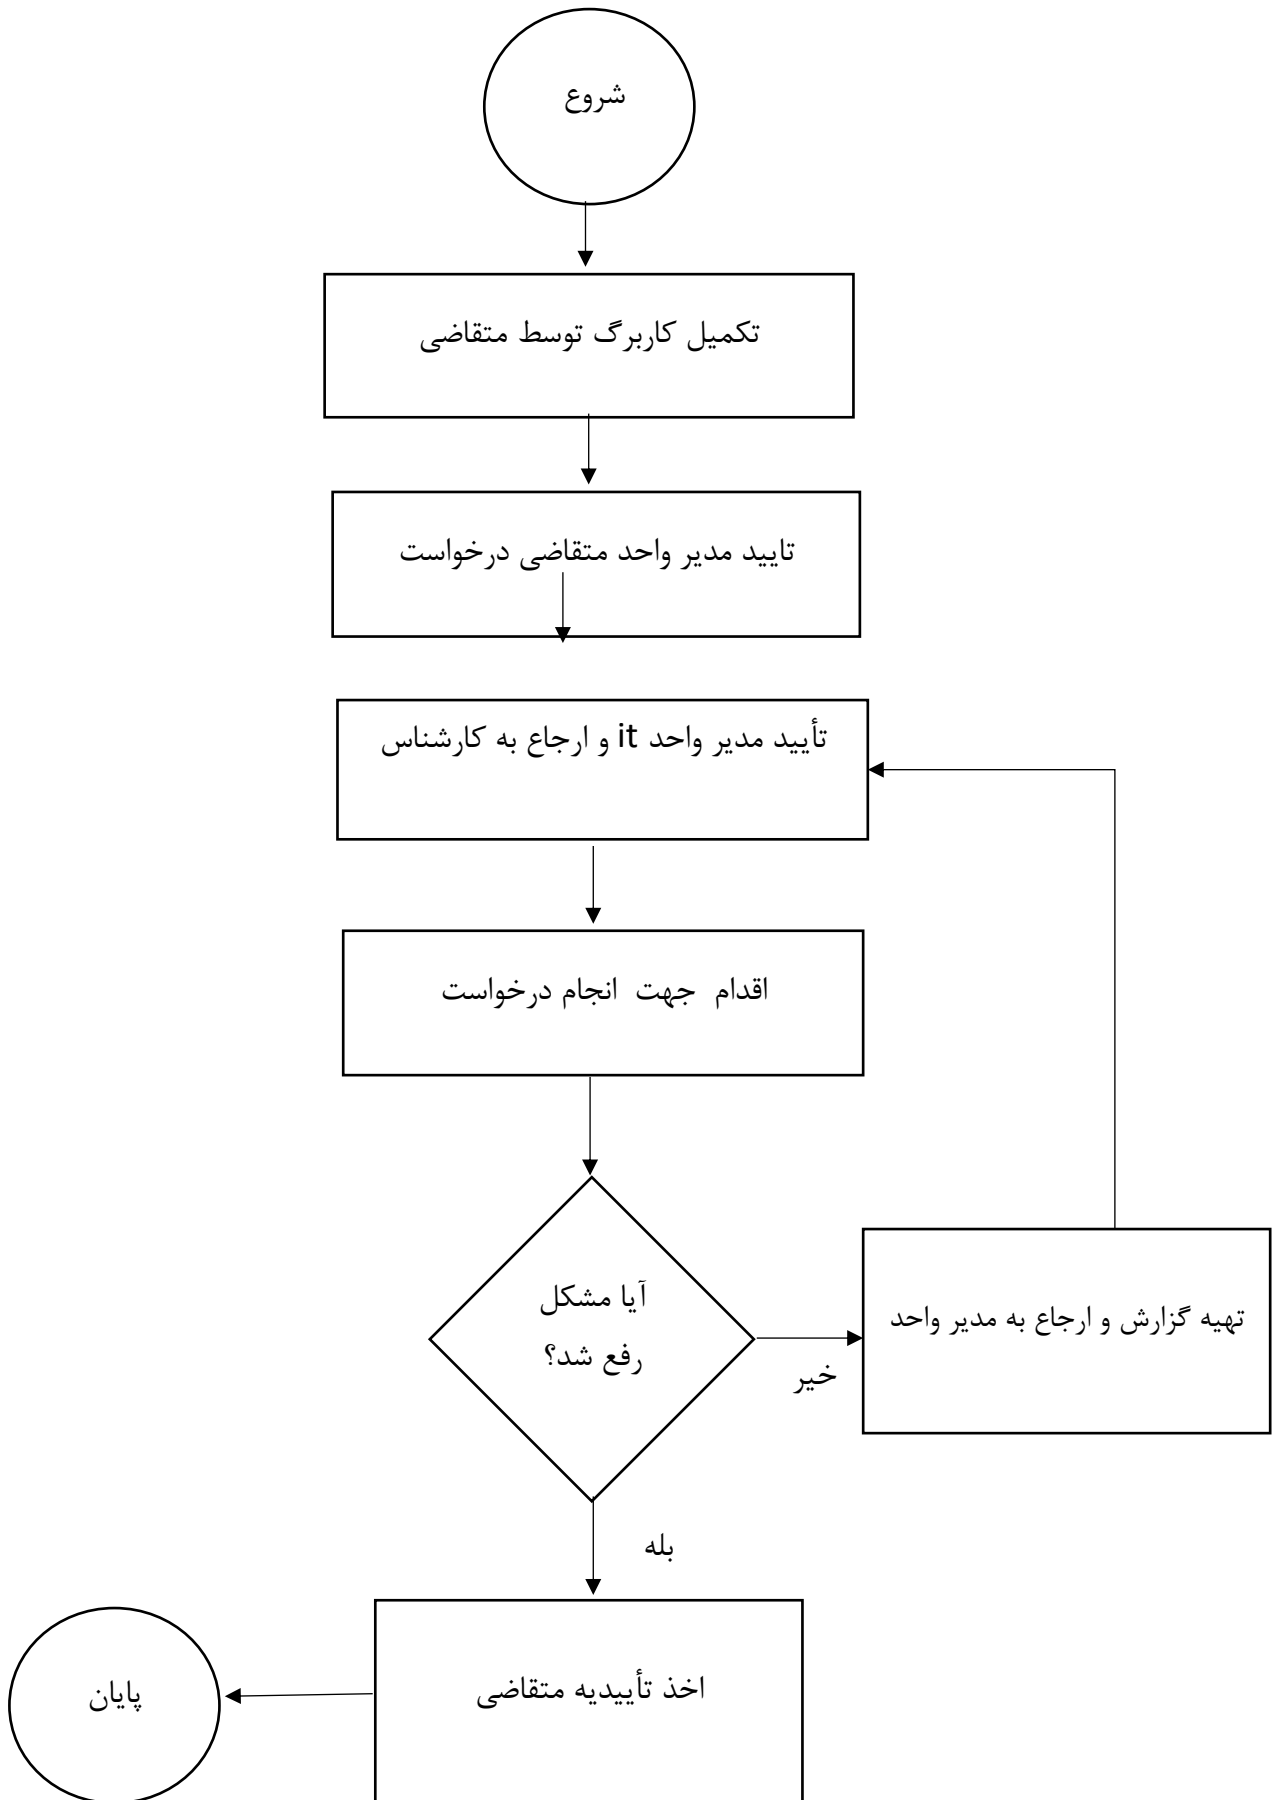 شروع
تکمیل کاربرگ توسط متقاضی
تایید مدیر واحد متقاضی درخواست
تأیید مدیر واحد it و ارجاع به کارشناس
اقدام جهت انجام درخواست
آیا مشکل
رفع شد؟
خیر
تهیه گزارش و ارجاع به مدیر واحد
بله
اخذ تأییدیه متقاضی
پایان